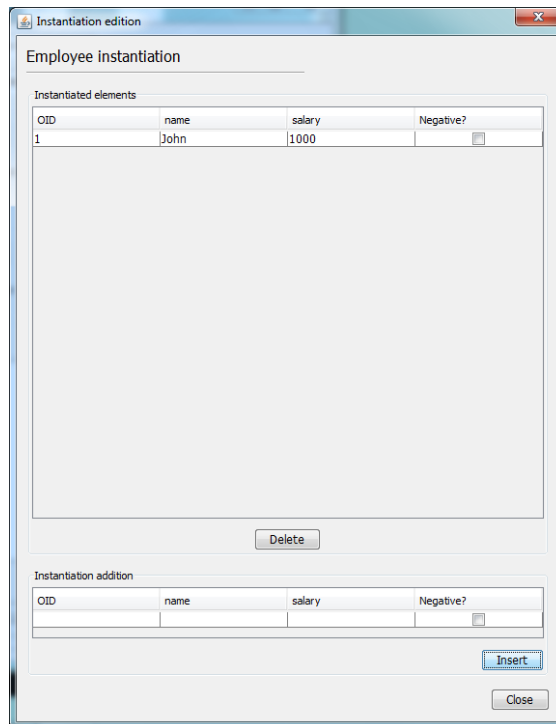 Instantiation edition
Employee instantiation
Instantiated elements
OID name salary Negative?
1 John 1000
Delete
Instantiation addition
OID name salary Negative?
Insert
Close